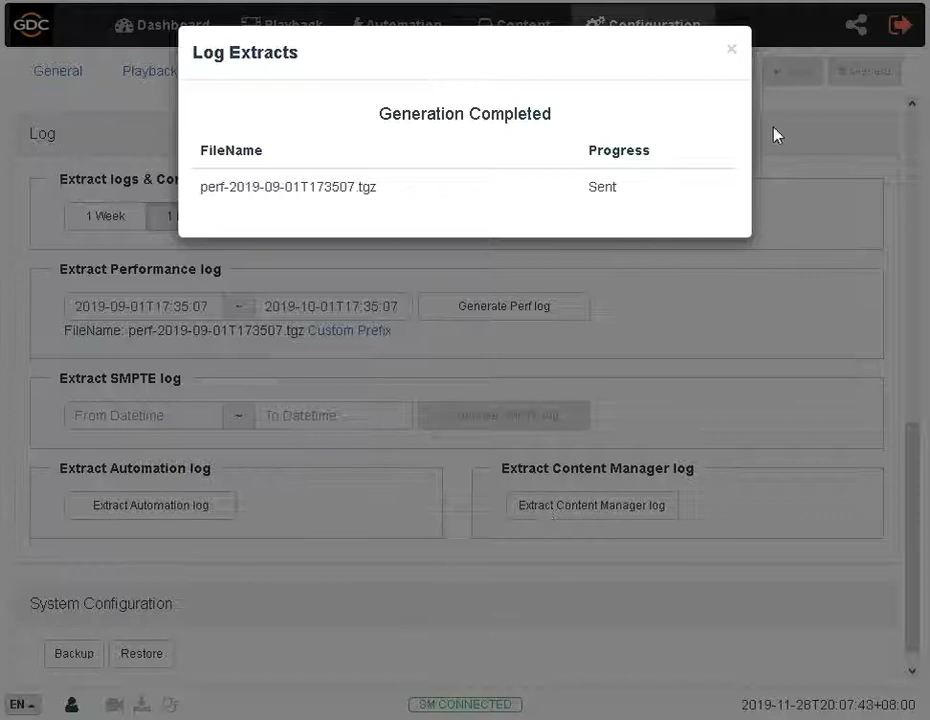 GDC
Dashboard
Playback
Automation
Content
Configuration
Log Extracts
×
General
Playback
Generation Completed
FileName
Progress
perf-2019-09-01T173507.tgz
Sent
Log
Extract logs & Con
1 Week
1
Extract Performance log
2019-09-01T17:35:07
~
2019-10-01T17:35:07
Generate Perf log
FileName: perf-2019-09-01T173507.tgz Custom Prefix
Extract SMPTE log
From Datetime
~
To Datetime
Extract Automation log
Extract Content Manager log
Extract Automation log
Extract Content Manager log
System Configuration
Backup
Restore
EN
SM CONNECTED
2019-11-28T20:07:43+08:00